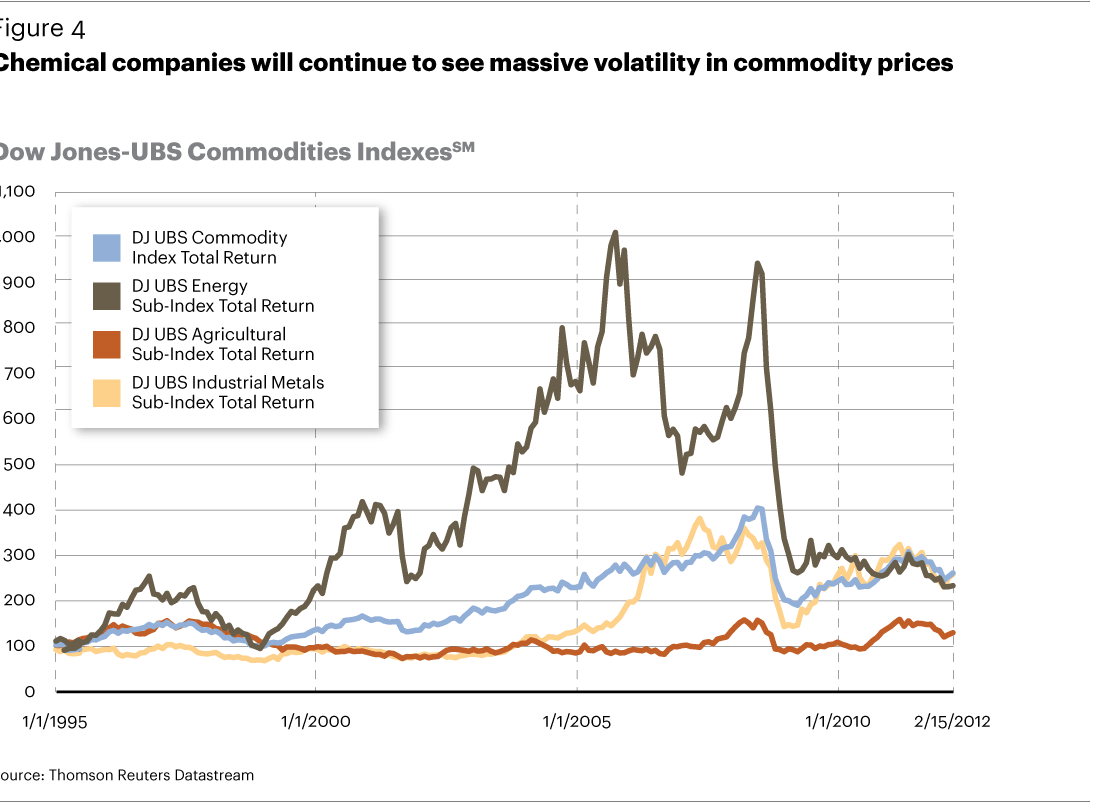 Figure 4
Chemical companies will continue to see massive volatility in commodity prices
Dow Jones-UBS Commodities Indexes℠
1,100
,000
900
800
700
600
500
400
300
200
100
0
DJ UBS Commodity
Index Total Return
DJ UBS Energy
Sub-Index Total Return
DJ UBS Agricultural
Sub-Index Total Return
DJ UBS Industrial Metals
Sub-Index Total Return
1/1/1995 1/1/2000 1/1/2005 1/1/2010 2/15/2012
ource: Thomson Reuters Datastream